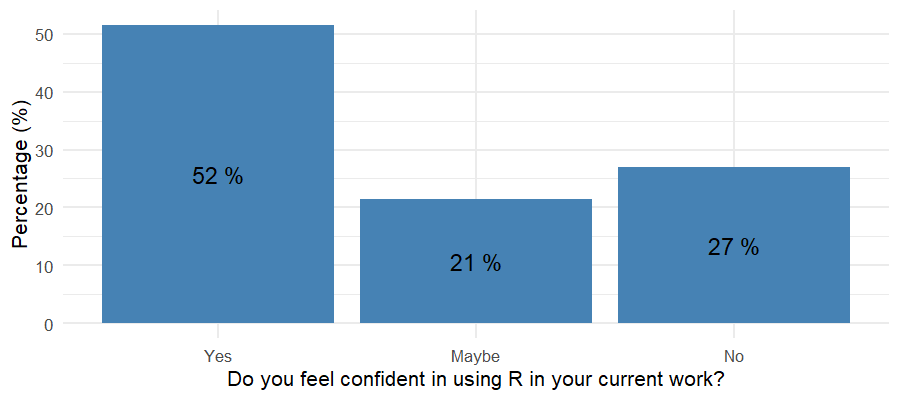 Percentage (%)
50
40
30
20
10
0
52 %
21 %
27 %
Yes
Maybe
No
Do you feel confident in using R in your current work?